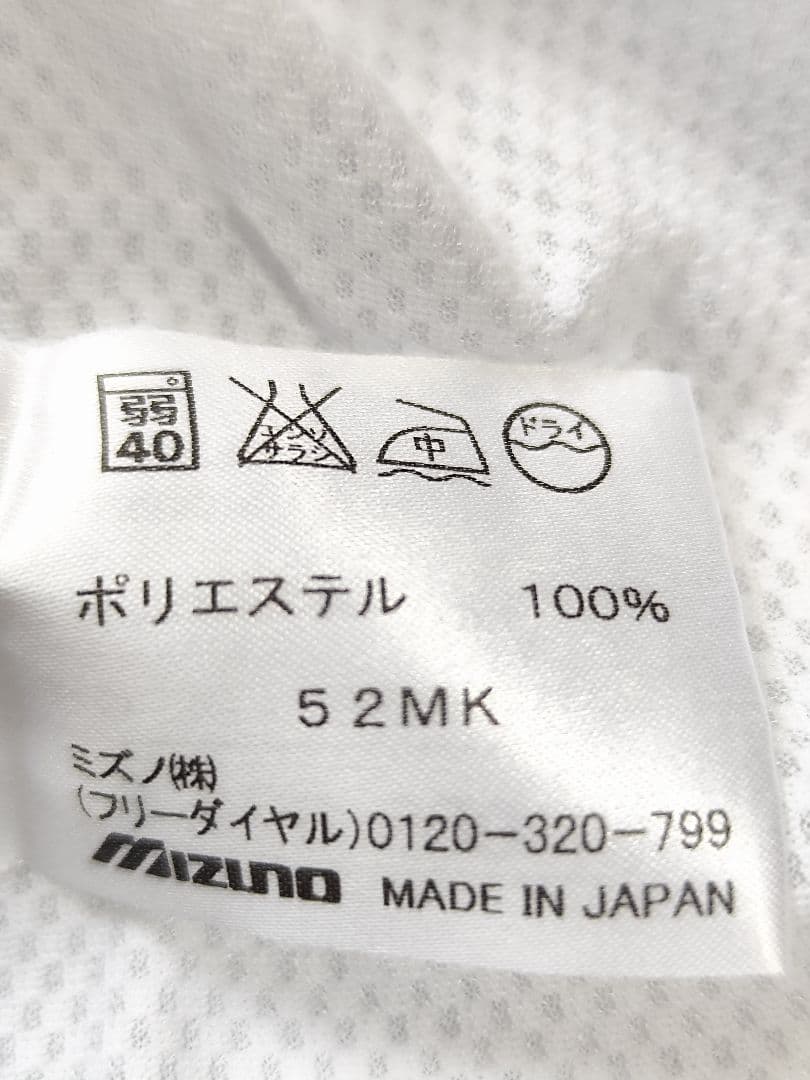 弱
40
エンソ
サラシ
中
ドライ
ポリエステル 100%
52MK
ミズノ(株)
(フリーダイヤル)0120-320-799
MIZUNO MADE IN JAPAN